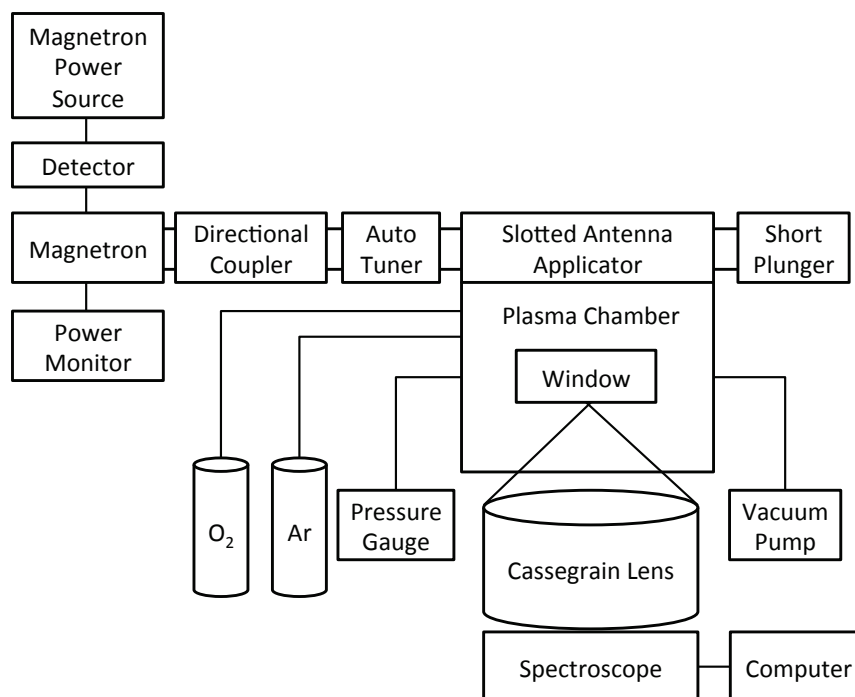 Magnetron
Power
Source
Detector
Magnetron
Directional
Coupler
Auto
Tuner
Slotted Antenna
Applicator
Short
Plunger
Power
Monitor
Plasma Chamber
Window
O₂
Ar
Pressure
Gauge
Cassegrain Lens
Vacuum
Pump
Spectroscope
Computer